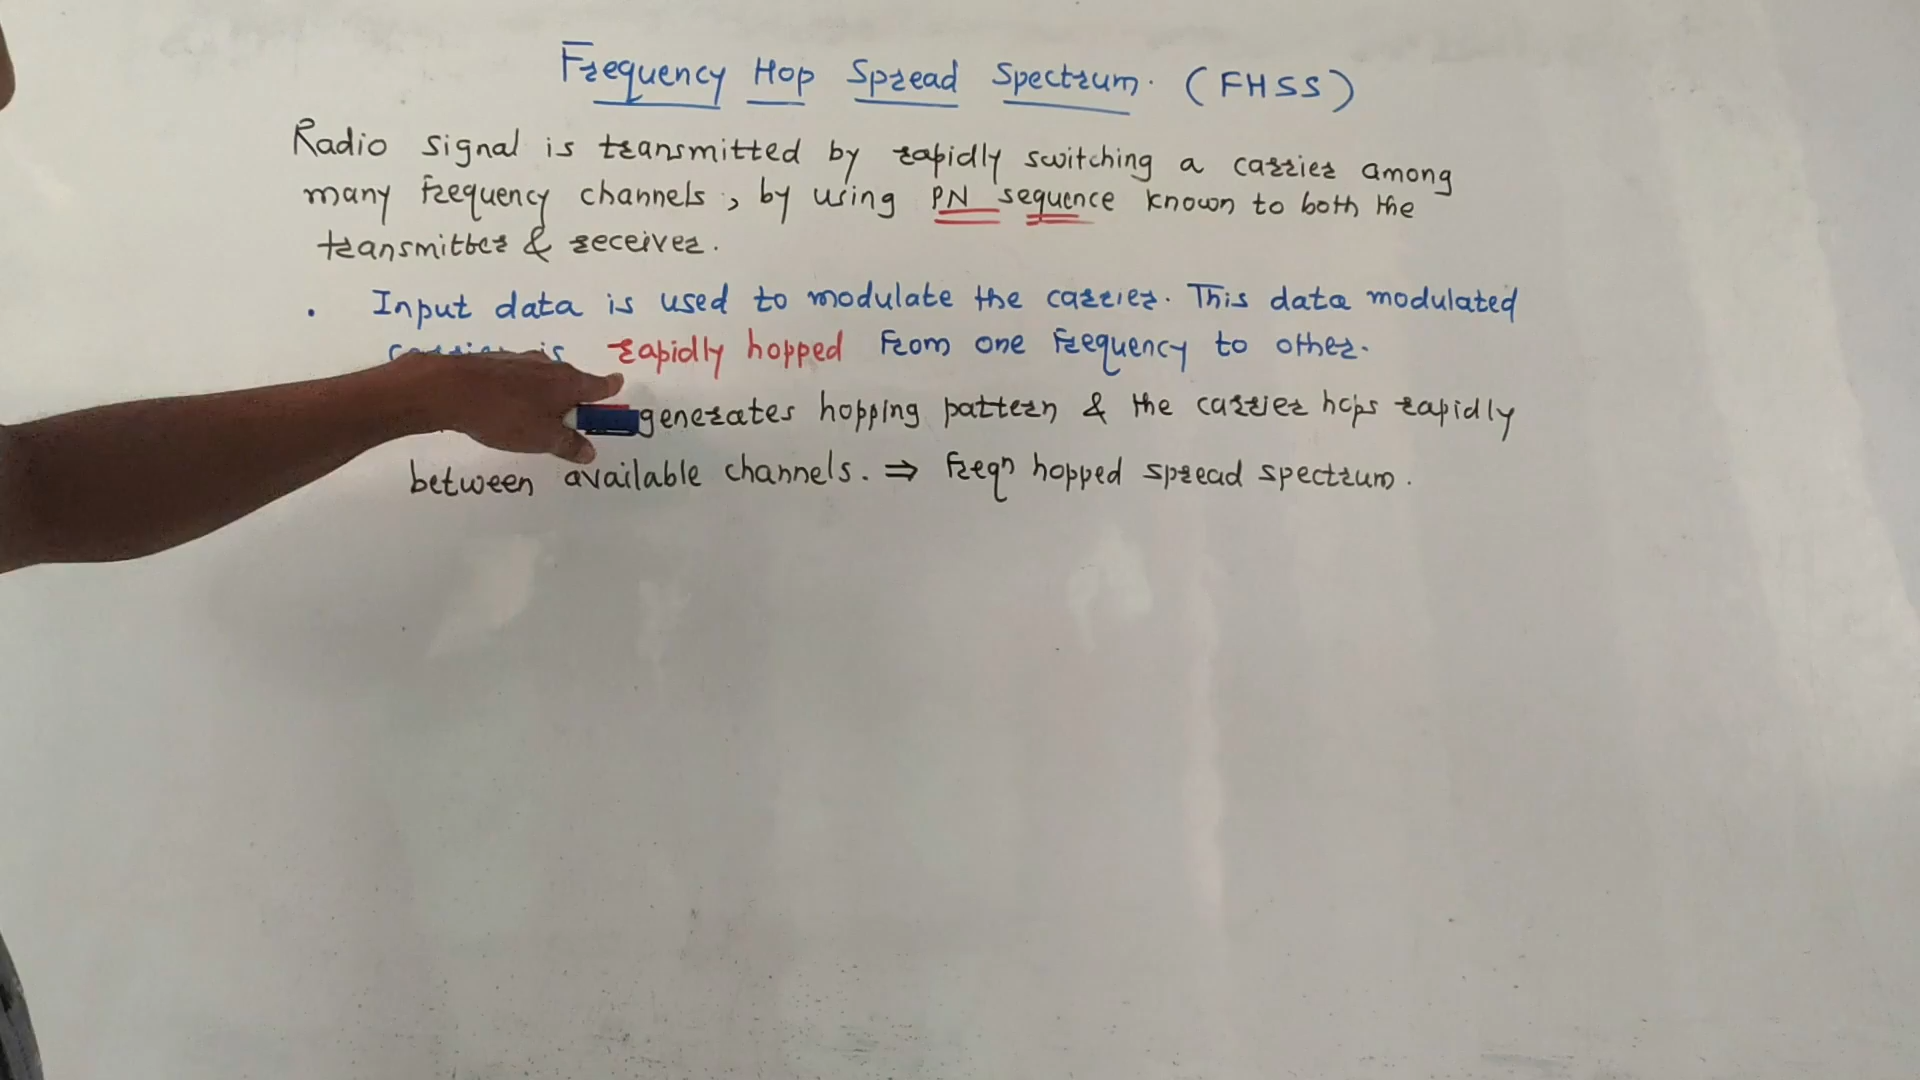 Frequency Hop Spread Spectrum. (FHSS)
Radio signal is transmitted by rapidly switching a carrier among
many frequency channels, by using PN sequence known to both the
transmitter & receiver.
. Input data is used to modulate the carrier. This data modulated
carrier is rapidly hopped from one frequency to other.
generates hopping pattern & the carrier hops rapidly
between available channels. ⇒ freqn hopped spread spectrum.